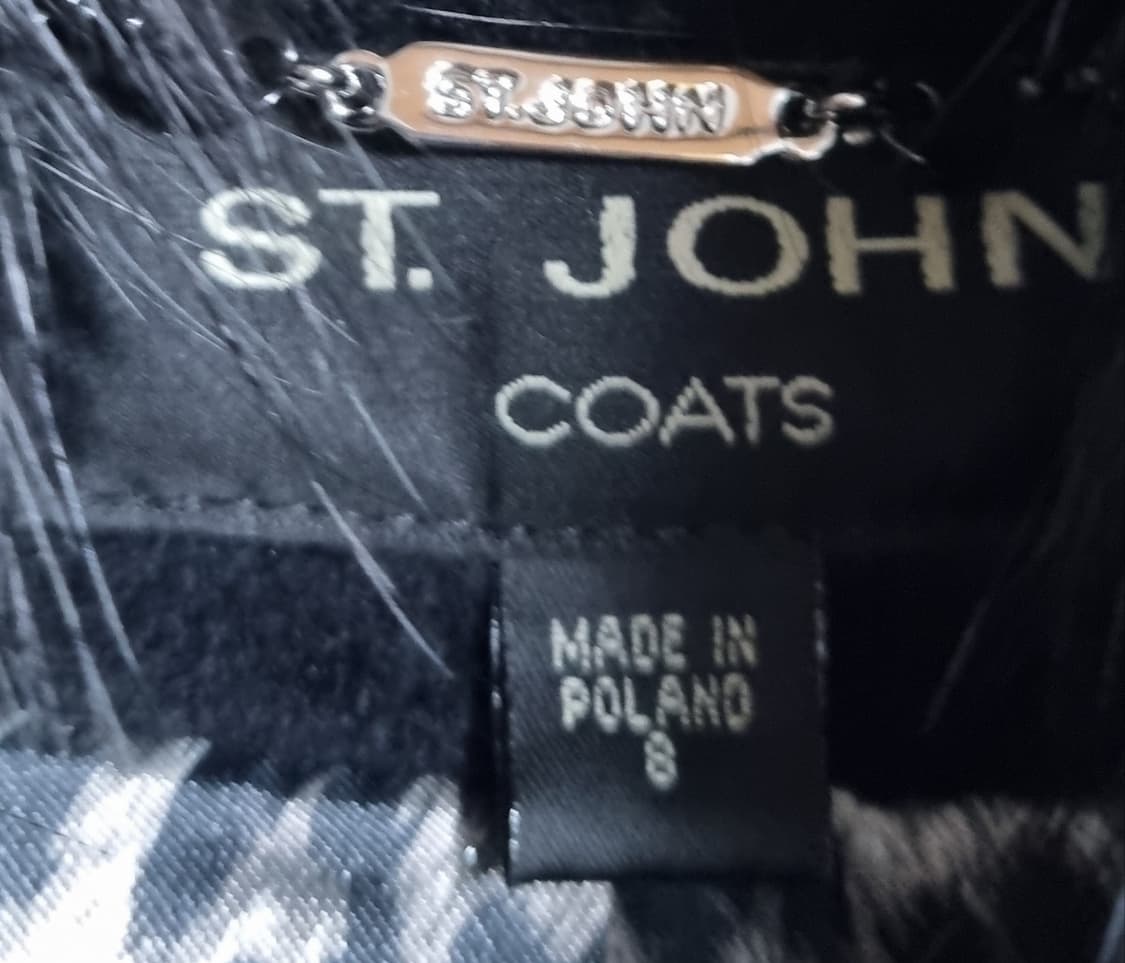 ST.JOHN
ST. JOHN
COATS
MADE IN
POLAND
8